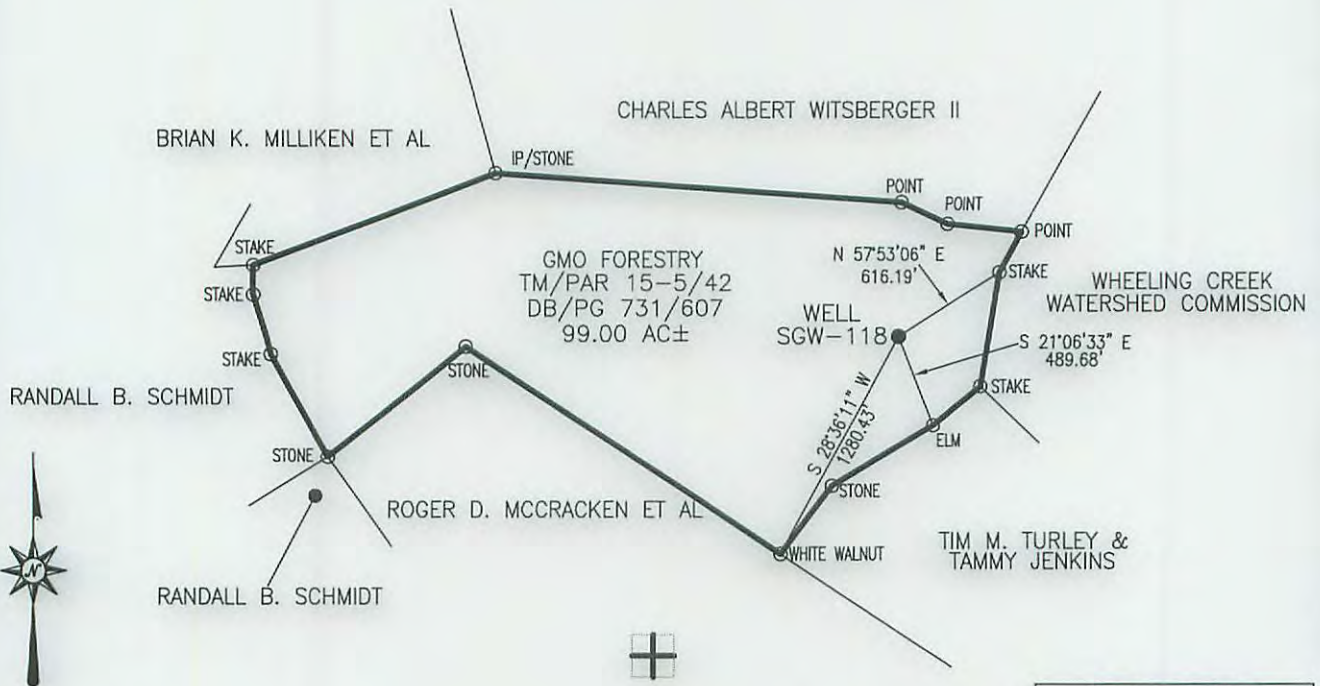 CHARLES ALBERT WITSBERGER II
BRIAN K. MILLIKEN ET AL
IP/STONE
POINT
POINT
POINT
STAKE
STAKE
STAKE
GMO FORESTRY
TM/PAR 15-5/42
DB/PG 731/607
99.00 AC±
N 57°53'06" E
616.19'
STAKE
WHEELING CREEK
WATERSHED COMMISSION
WELL
SGW-118
S 21°06'33" E
489.68'
STONE
RANDALL B. SCHMIDT
STAKE
ELM
S 28°36'11" W
1280.43'
STONE
STONE
ROGER D. MCCRACKEN ET AL
WHITE WALNUT
TIM M. TURLEY &
TAMMY JENKINS
N
RANDALL B. SCHMIDT